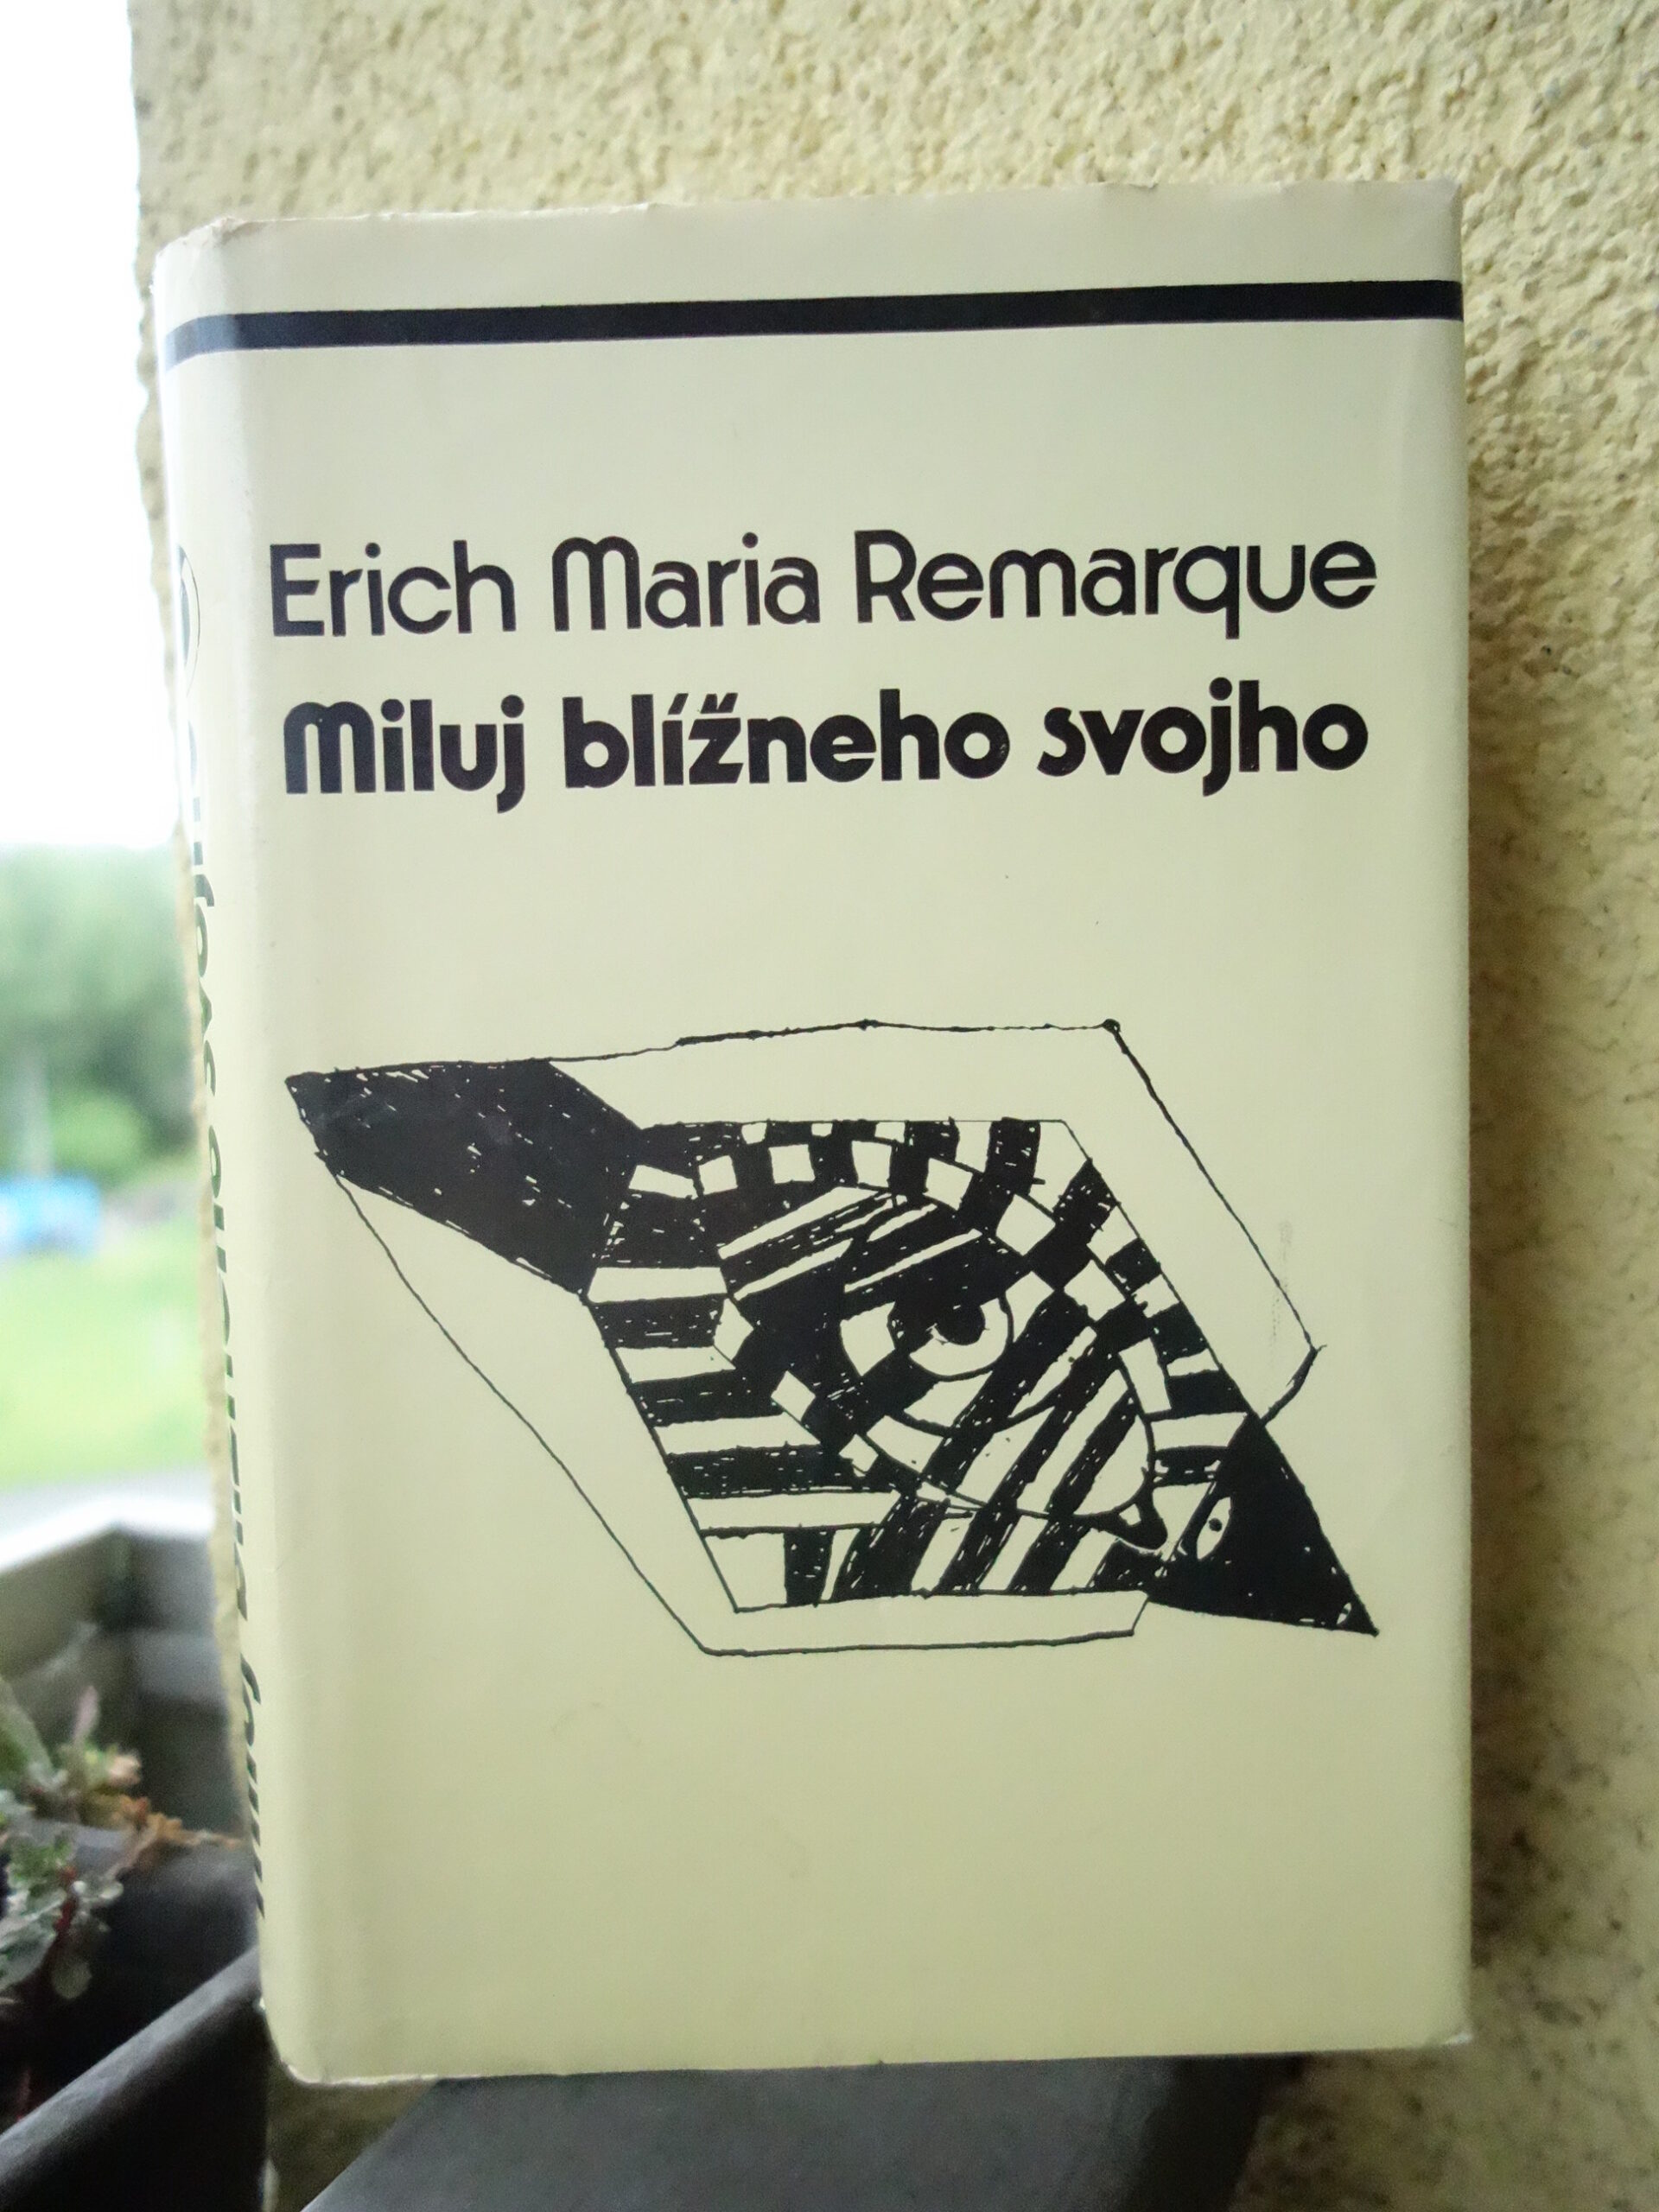 Erich Maria Remarque
Miluj blížneho svojho